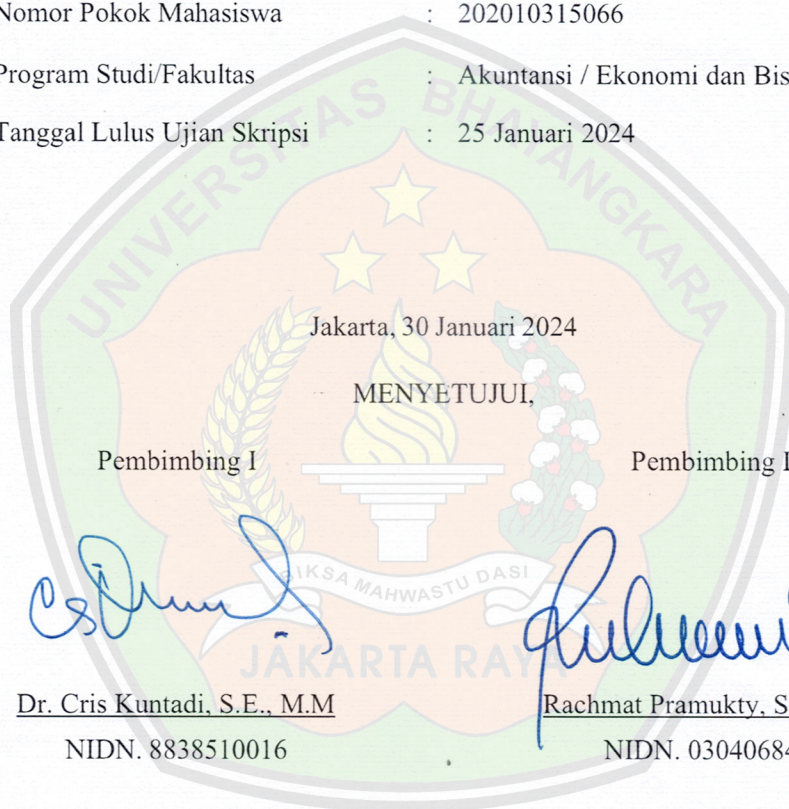 Nomor Pokok Mahasiswa : 202010315066
Program Studi/Fakultas : Akuntansi / Ekonomi dan Bis
Tanggal Lulus Ujian Skripsi : 25 Januari 2024
UNIVERSITAS BHAYANGKARA
Jakarta, 30 Januari 2024
MENYETUJUI,
Pembimbing I Pembimbing I
SIKSA MAHWASTU DASI
JAKARTA RAYA
Dr. Cris Kuntadi, S.E., M.M Rachmat Pramukty, S
NIDN. 8838510016 NIDN. 03040684